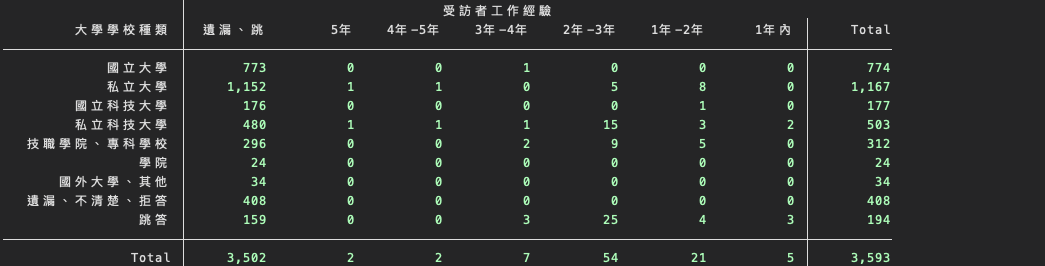 受訪者工作經驗
大學學校種類 遺漏、跳 5年 4年-5年 3年-4年 2年-3年 1年-2年 1年內 Total
國立大學 773 0 0 1 0 0 0 774
私立大學 1,152 1 1 0 5 8 0 1,167
國立科技大學 176 0 0 0 0 1 0 177
私立科技大學 480 1 1 1 15 3 2 503
技職學院、專科學校 296 0 0 2 9 5 0 312
學院 24 0 0 0 0 0 0 24
國外大學、其他 34 0 0 0 0 0 0 34
遺漏、不清楚、拒答 408 0 0 0 0 0 0 408
跳答 159 0 0 3 25 4 3 194
Total 3,502 2 2 7 54 21 5 3,593